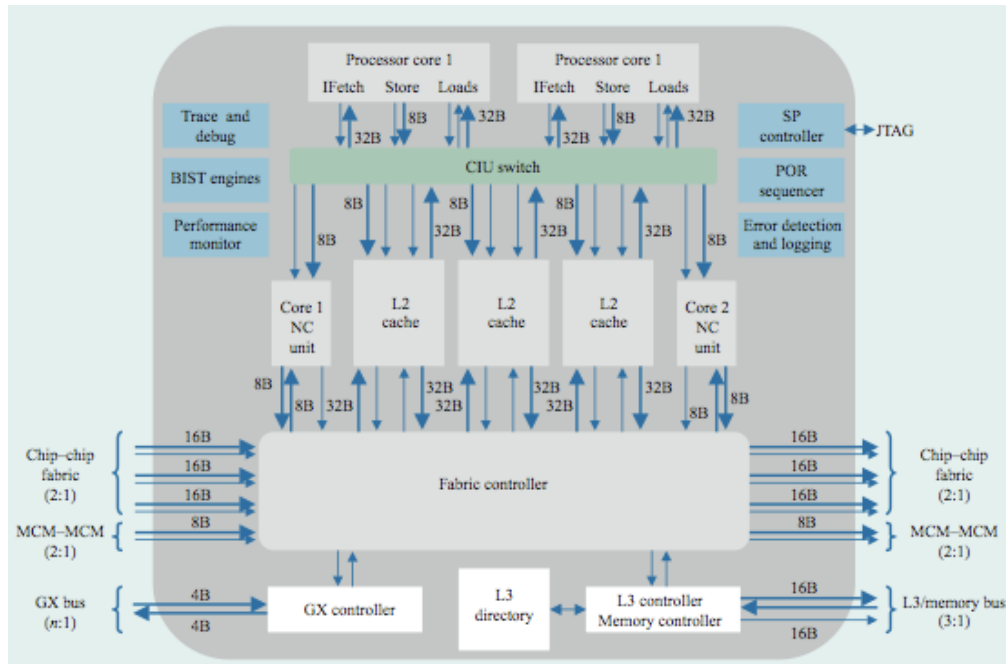 Processor core 1
IFetch Store Loads
Processor core 1
IFetch Store Loads
8B
32B
32B
8B
32B
32B
Trace and
debug
SP
controller
JTAG
CIU switch
BIST engines
POR
sequencer
8B
8B
8B
Performance
monitor
8B
32B
32B
32B
8B
Error detection
and logging
Core 1
NC
unit
L2
cache
L2
cache
L2
cache
Core 2
NC
unit
8B
8B
32B
32B
32B
32B
32B
32B
8B
8B
Chip–chip
fabric
(2:1)
16B
16B
16B
Fabric controller
16B
16B
16B
Chip–chip
fabric
(2:1)
MCM–MCM
(2:1)
8B
8B
MCM–MCM
(2:1)
GX bus
(n:1)
4B
4B
GX controller
L3
directory
L3 controller
Memory controller
16B
16B
L3/memory bus
(3:1)